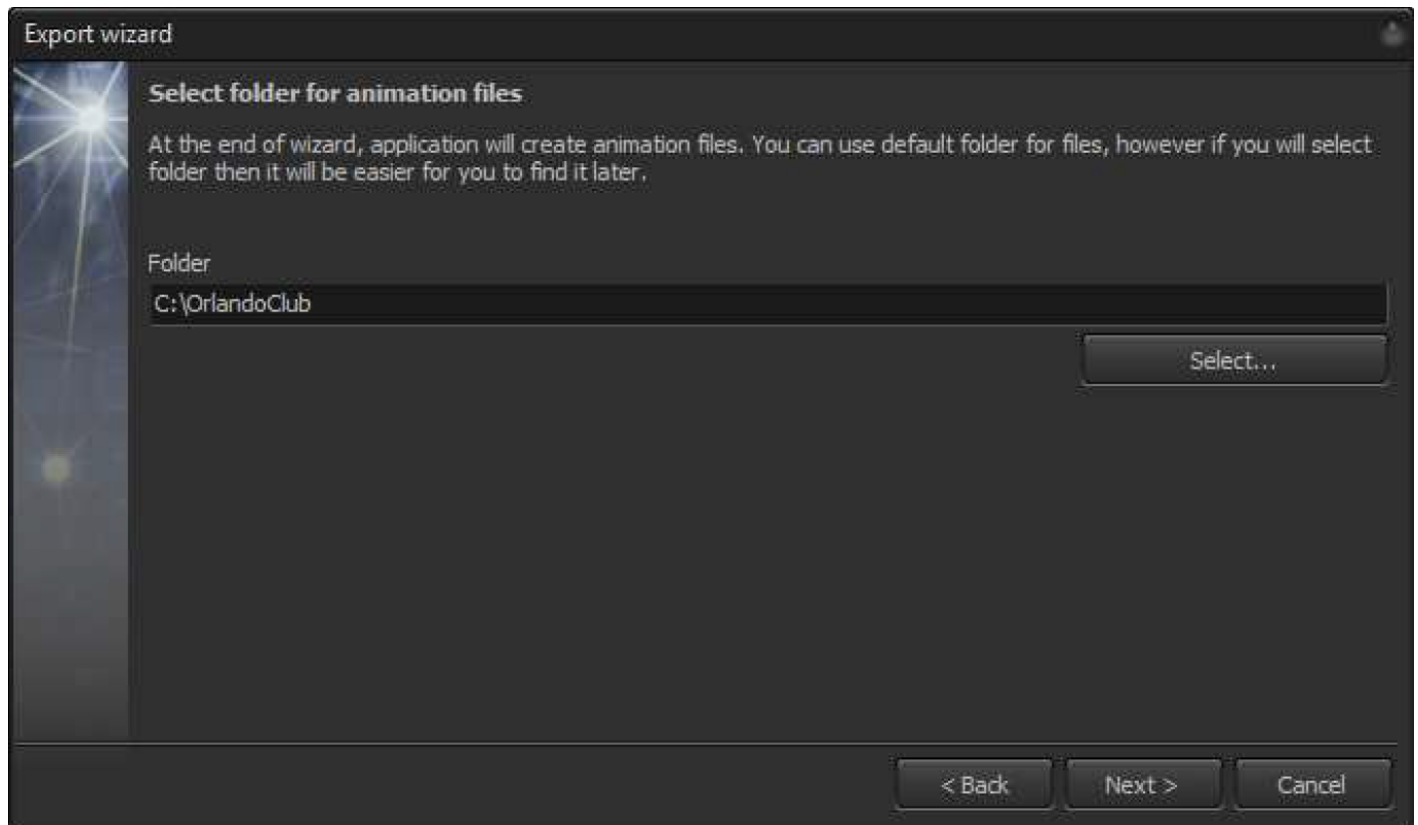 Export wizard
Select folder for animation files
At the end of wizard, application will create animation files. You can use default folder for files, however if you will select
folder then it will be easier for you to find it later.
Folder
C:\OrlandoClub
Select...
< Back
Next >
Cancel